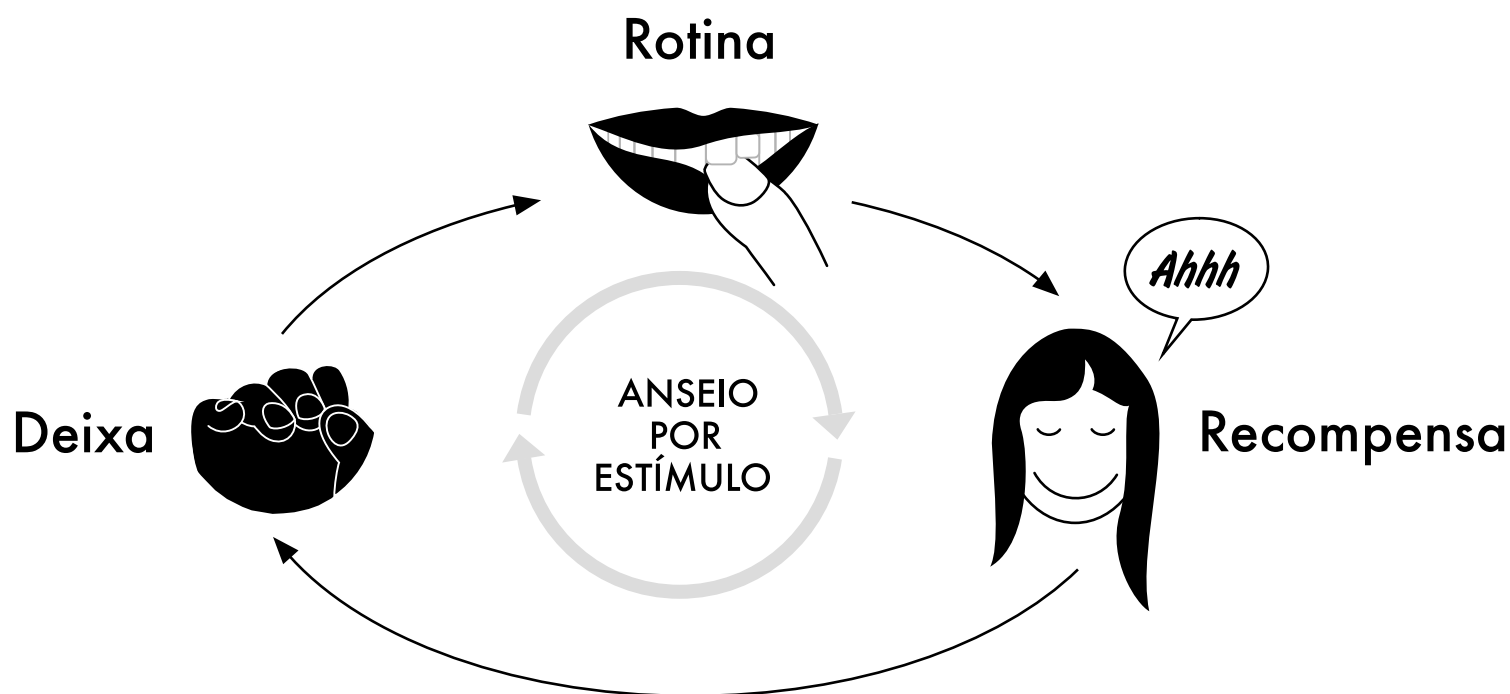 Rotina
Ahhh
ANSEIO
POR
ESTÍMULO
Deixa
Recompensa